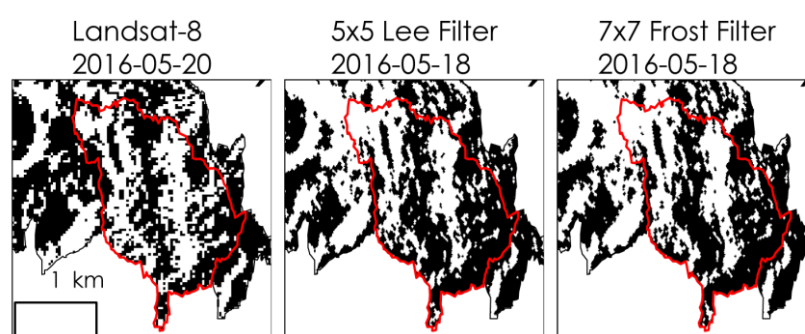 Landsat-8
2016-05-20
5x5 Lee Filter
2016-05-18
7x7 Frost Filter
2016-05-18
1 km